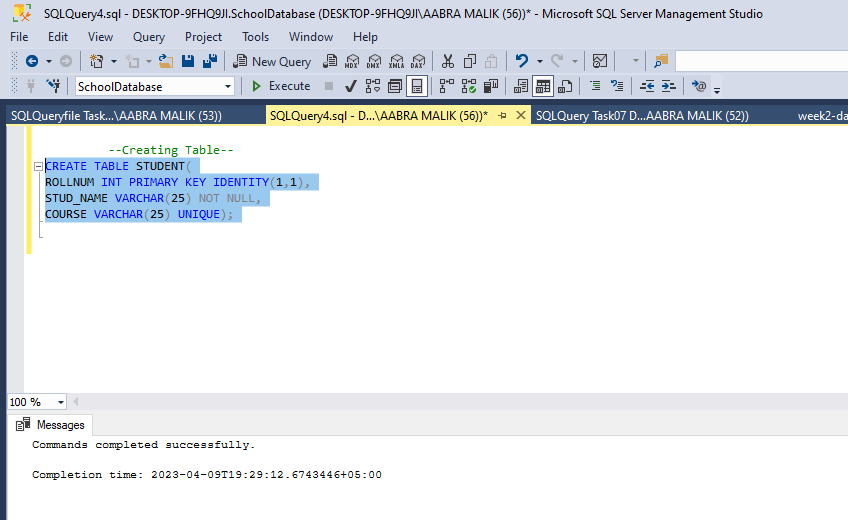 SQLQuery4.sql - DESKTOP-9FHQ9JI.SchoolDatabase (DESKTOP-9FHQ9JI\AABRA MALIK (56))* - Microsoft SQL Server Management Studio
File Edit View Query Project Tools Window Help
New Query MDX DMX XMLA DAX
SchoolDatabase Execute
SQLQueryfile Task...\AABRA MALIK (53)) SQLQuery4.sql - D...\AABRA MALIK (56))* SQLQuery Task07 D...AABRA MALIK (52)) week2-da
--Creating Table--
CREATE TABLE STUDENT(
ROLLNUM INT PRIMARY KEY IDENTITY(1,1),
STUD_NAME VARCHAR(25) NOT NULL,
COURSE VARCHAR(25) UNIQUE);
100 %
Messages
Commands completed successfully.
Completion time: 2023-04-09T19:29:12.6743446+05:00